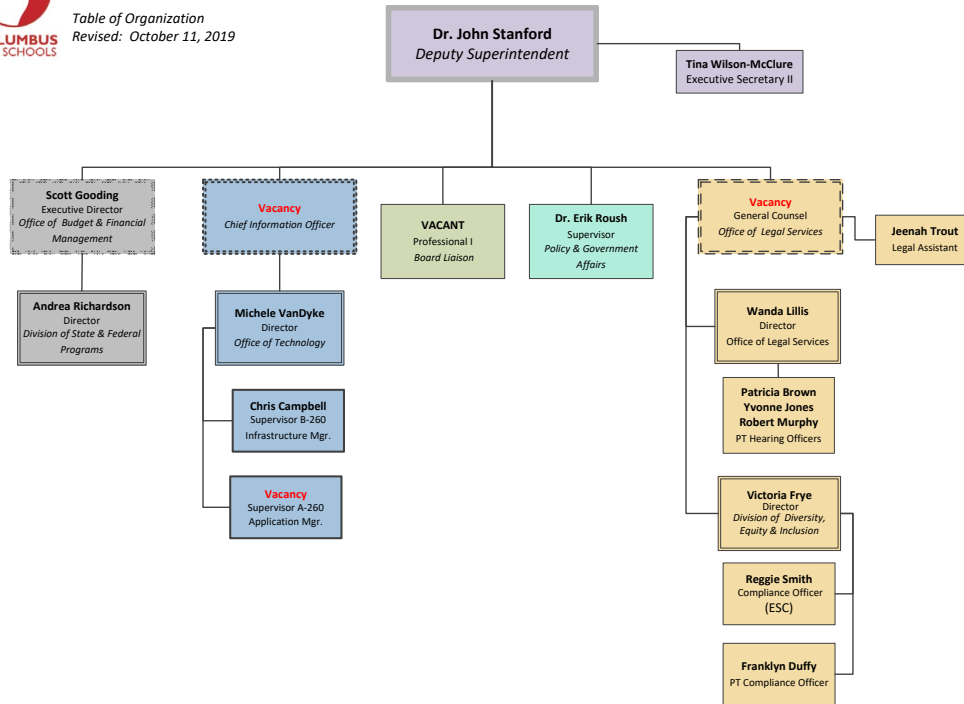 Table of Organization
Revised: October 11, 2019
SCHOOLS
Dr. John Stanford
Deputy Superintendent
Tina Wilson-McClure
Executive Secretary II
Scott Gooding
Executive Director
Office of Budget & Financial
Management
Vacancy
Chief Information Officer
VACANT
Professional I
Board Liaison
Dr. Erik Roush
Supervisor
Policy & Government
Affairs
Vacancy
General Counsel
Office of Legal Services
Jeenah Trout
Legal Assistant
Andrea Richardson
Director
Division of State & Federal
Programs
Michele VanDyke
Director
Office of Technology
Wanda Lillis
Director
Office of Legal Services
Chris Campbell
Supervisor B-260
Infrastructure Mgr.
Patricia Brown
Yvonne Jones
Robert Murphy
PT Hearing Officers
Vacancy
Supervisor A-260
Application Mgr.
Victoria Frye
Director
Division of Diversity,
Equity & Inclusion
Reggie Smith
Compliance Officer
(ESC)
Franklyn Duffy
PT Compliance Officer